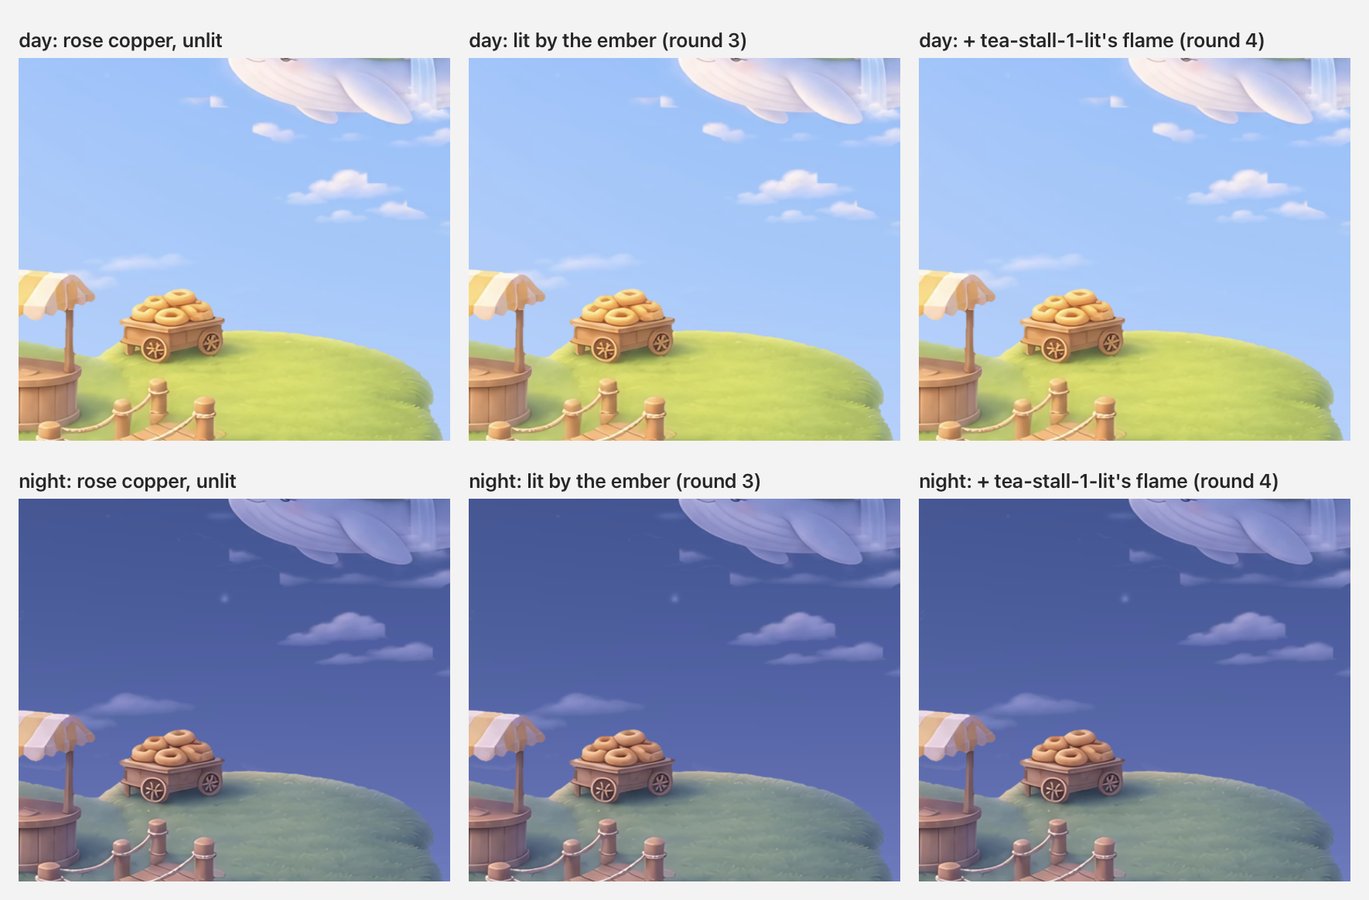 day: rose copper, unlit
day: lit by the ember (round 3)
day: + tea-stall-1-lit's flame (round 4)
night: rose copper, unlit
night: lit by the ember (round 3)
night: + tea-stall-1-lit's flame (round 4)